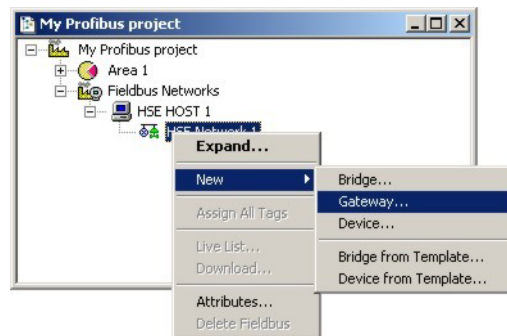 My Profibus project
My Profibus project
Area 1
Fieldbus Networks
HSE HOST 1
HSE Network 1
Expand...
New
Assign All Tags
Live List...
Download...
Attributes...
Delete Fieldbus
Bridge...
Gateway...
Device...
Bridge from Template...
Device from Template...